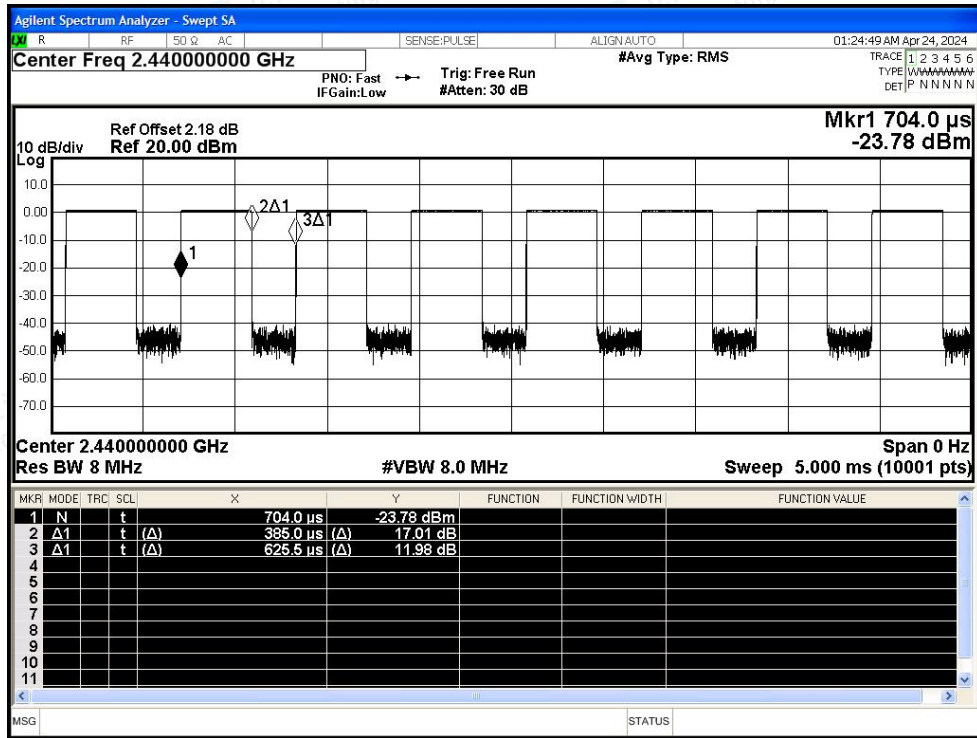 Agilent Spectrum Analyzer - Swept SA
LXI R RF 50 Ω AC SENSE:PULSE ALIGN AUTO 01:24:49 AM Apr 24, 2024
Center Freq 2.440000000 GHz
PNO: Fast
IFGain:Low
Trig: Free Run
#Atten: 30 dB
#Avg Type: RMS
TRACE 1 2 3 4 5 6
TYPE
DET P N N N N N
Mkr1 704.0 µs
-23.78 dBm
Ref Offset 2.18 dB
10 dB/div Ref 20.00 dBm
Log
10.0
0.00
-10.0
-20.0
-30.0
-40.0
-50.0
-60.0
-70.0
1
2Δ1
3Δ1
Center 2.440000000 GHz Span 0 Hz
Res BW 8 MHz #VBW 8.0 MHz Sweep 5.000 ms (10001 pts)
MKR MODE TRC SCL X Y FUNCTION FUNCTION WIDTH FUNCTION VALUE
1 N t 704.0 µs -23.78 dBm
2 Δ1 t (Δ) 385.0 µs (Δ) 17.01 dB
3 Δ1 t (Δ) 625.5 µs (Δ) 11.98 dB
4
5
6
7
8
9
10
11
MSG STATUS